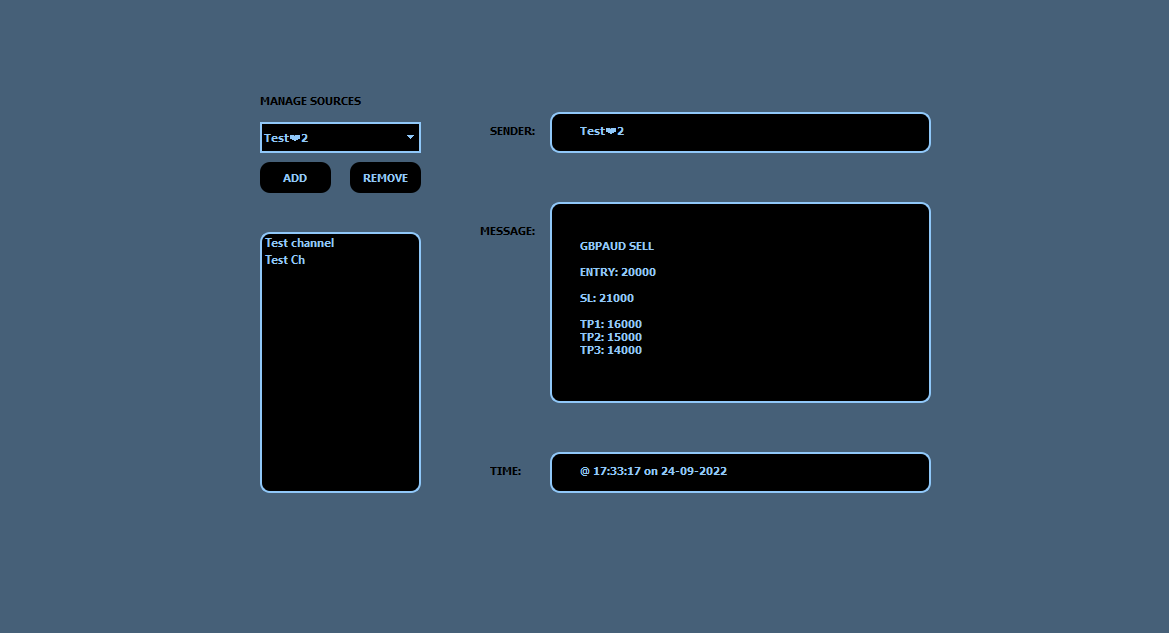 MANAGE SOURCES
Test❤2
ADD
REMOVE
Test channel
Test Ch
SENDER:
Test❤2
MESSAGE:
GBPAUD SELL
ENTRY: 20000
SL: 21000
TP1: 16000
TP2: 15000
TP3: 14000
TIME:
@ 17:33:17 on 24-09-2022